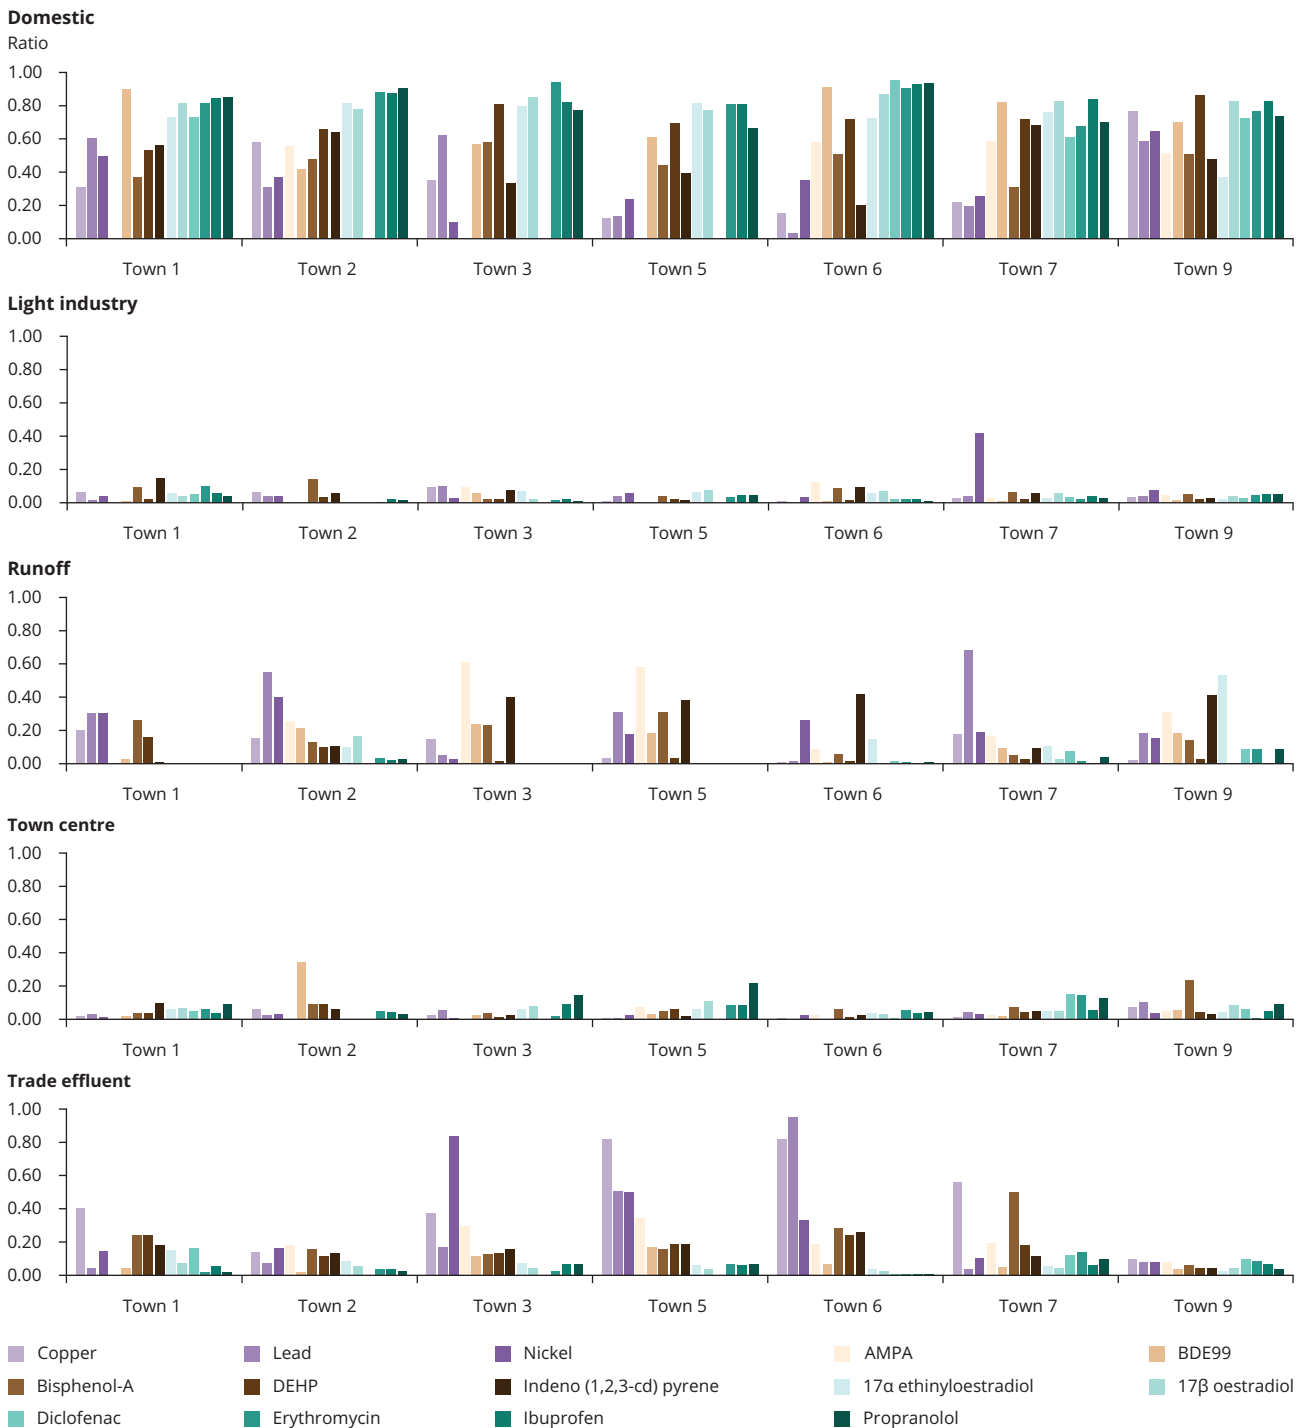 Domestic
Ratio
1.00
0.80
0.60
0.40
0.20
0.00
Town 1 Town 2 Town 3 Town 5 Town 6 Town 7 Town 9
Light industry
1.00
0.80
0.60
0.40
0.20
0.00
Town 1 Town 2 Town 3 Town 5 Town 6 Town 7 Town 9
Runoff
1.00
0.80
0.60
0.40
0.20
0.00
Town 1 Town 2 Town 3 Town 5 Town 6 Town 7 Town 9
Town centre
1.00
0.80
0.60
0.40
0.20
0.00
Town 1 Town 2 Town 3 Town 5 Town 6 Town 7 Town 9
Trade effluent
1.00
0.80
0.60
0.40
0.20
0.00
Town 1 Town 2 Town 3 Town 5 Town 6 Town 7 Town 9
Copper Lead Nickel AMPA BDE99
Bisphenol-A DEHP Indeno (1,2,3-cd) pyrene 17α ethinyloestradiol 17β oestradiol
Diclofenac Erythromycin Ibuprofen Propranolol